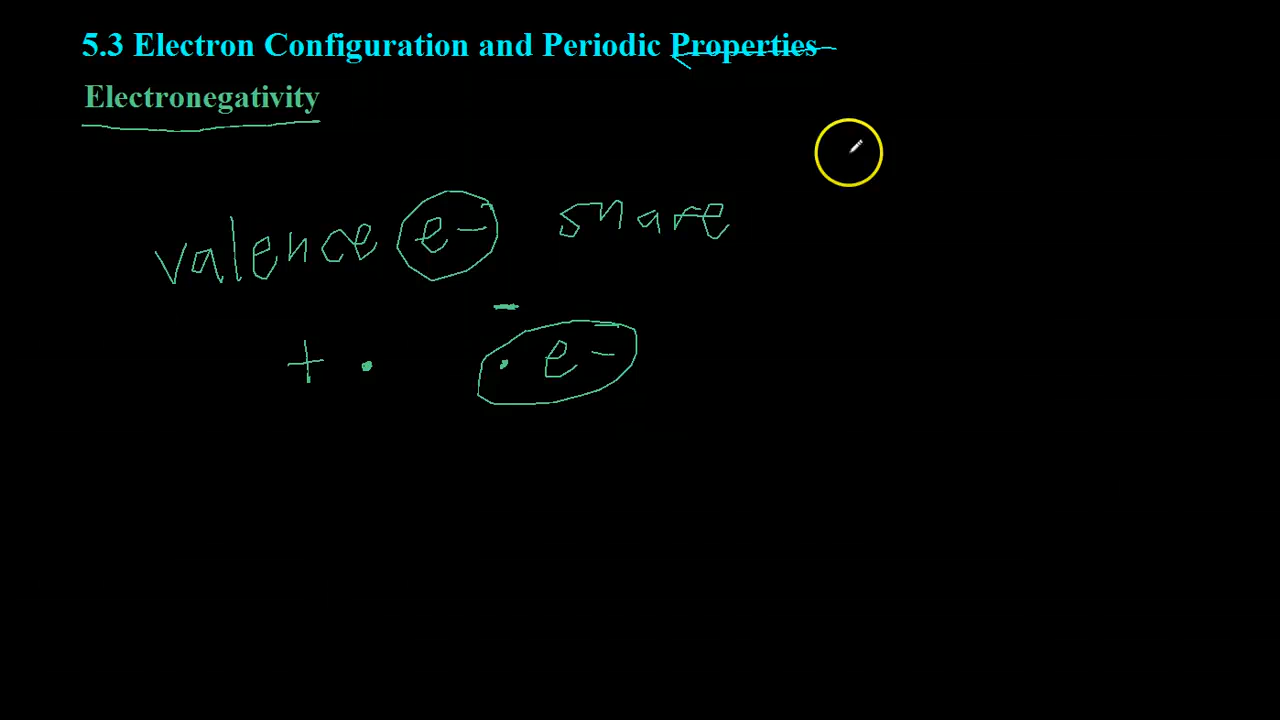 5.3 Electron Configuration and Periodic Properties
Electronegativity
valence e- share
-
+ . . e-